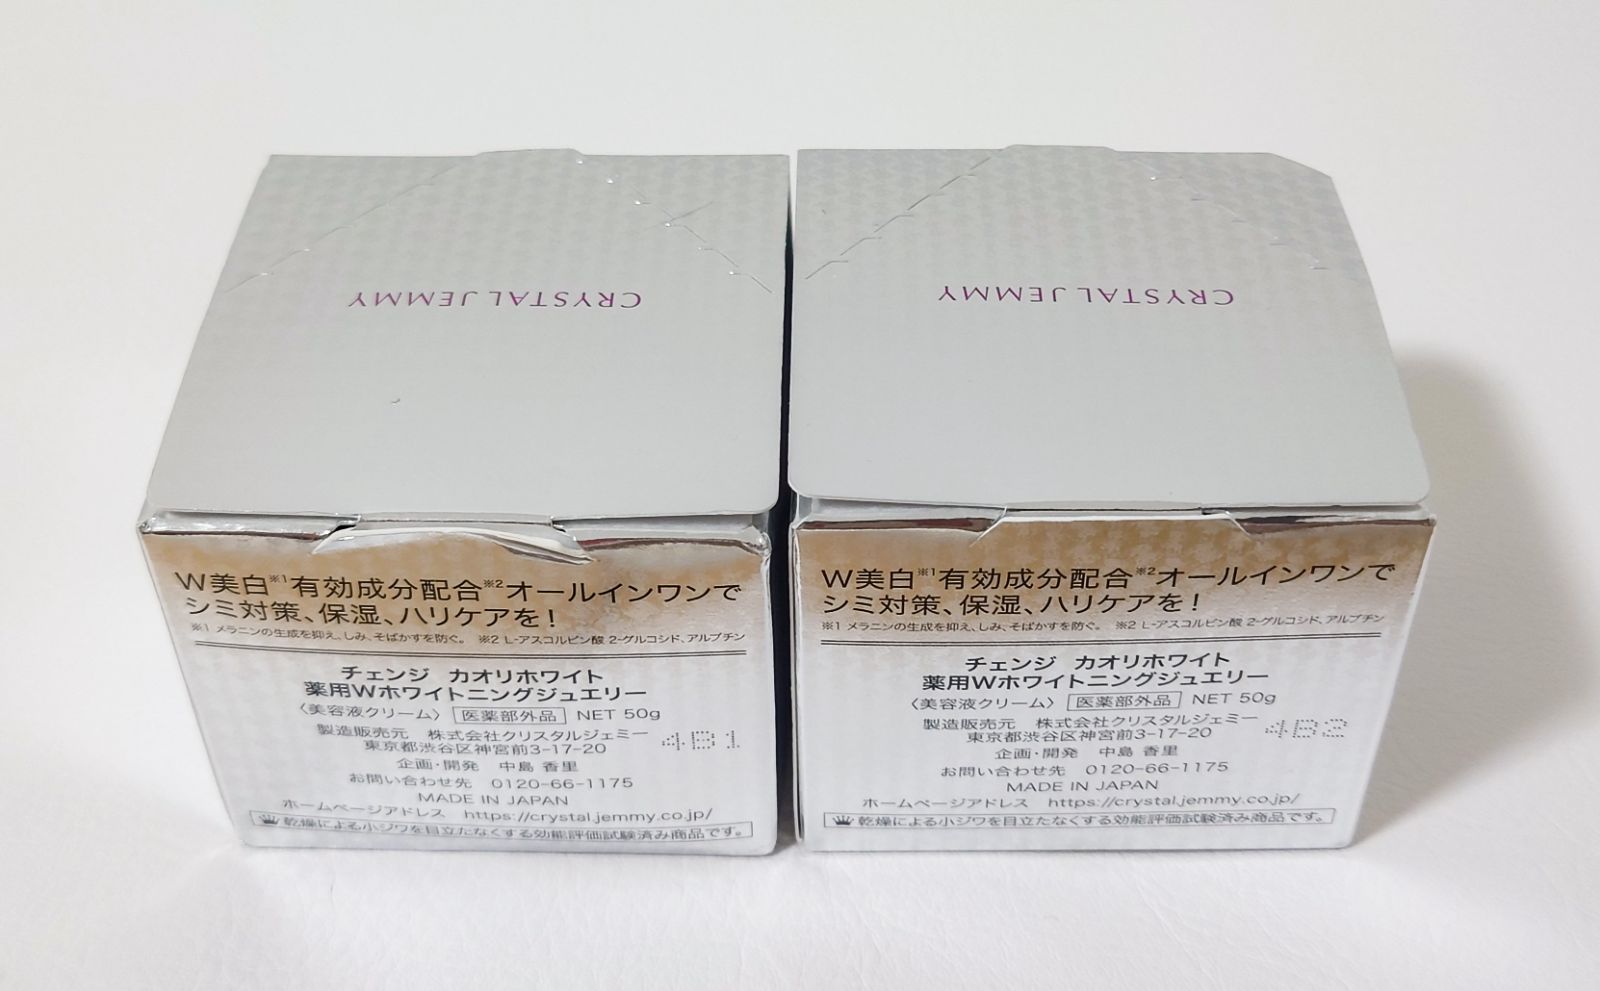 CRYSTAL JEMMY
W美白※1有効成分配合※2オールインワンで
シミ対策、保湿、ハリケアを!
※1 メラニンの生成を抑え、しみ、そばかすを防ぐ。 ※2 L-アスコルビン酸 2-グルコシド、アルブチン
チェンジ カオリホワイト
薬用Wホワイトニングジュエリー
〈美容液クリーム〉 医薬部外品 NET 50g
製造販売元 株式会社クリスタルジェミー
東京都渋谷区神宮前3-17-20
4B1
企画・開発 中島 香里
お問い合わせ先 0120-66-1175
MADE IN JAPAN
ホームページアドレス https://crystal.jemmy.co.jp/
乾燥による小ジワを目立たなくする効能評価試験済み商品です。
CRYSTAL JEMMY
W美白※1有効成分配合※2オールインワンで
シミ対策、保湿、ハリケアを!
※1 メラニンの生成を抑え、しみ、そばかすを防ぐ。 ※2 L-アスコルビン酸 2-グルコシド、アルブチン
チェンジ カオリホワイト
薬用Wホワイトニングジュエリー
〈美容液クリーム〉 医薬部外品 NET 50g
製造販売元 株式会社クリスタルジェミー
東京都渋谷区神宮前3-17-20
4B2
企画・開発 中島 香里
お問い合わせ先 0120-66-1175
MADE IN JAPAN
ホームページアドレス https://crystal.jemmy.co.jp/
乾燥による小ジワを目立たなくする効能評価試験済み商品です。